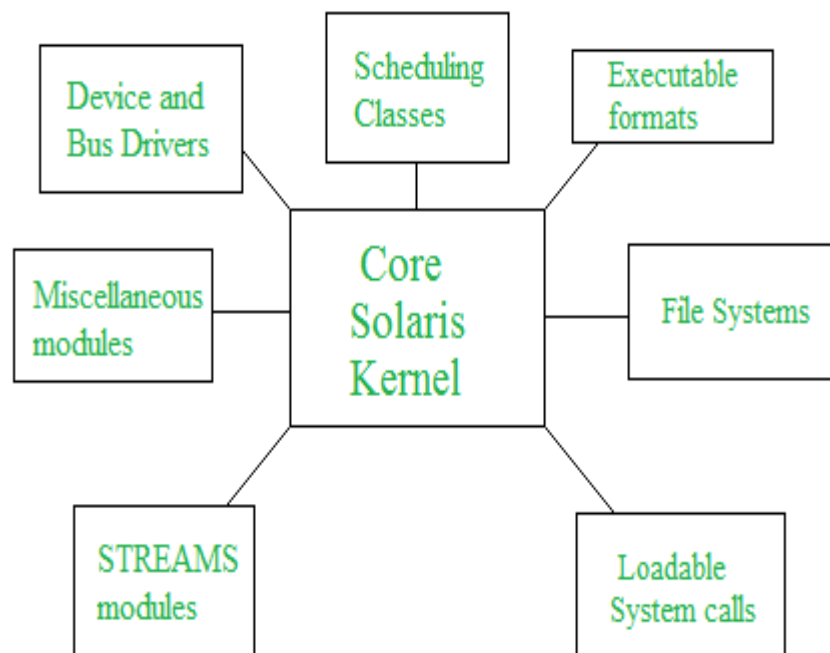 Scheduling
Classes
Executable
formats
Device and
Bus Drivers
Core
Solaris
Kernel
Miscellaneous
modules
File Systems
STREAMS
modules
Loadable
System calls